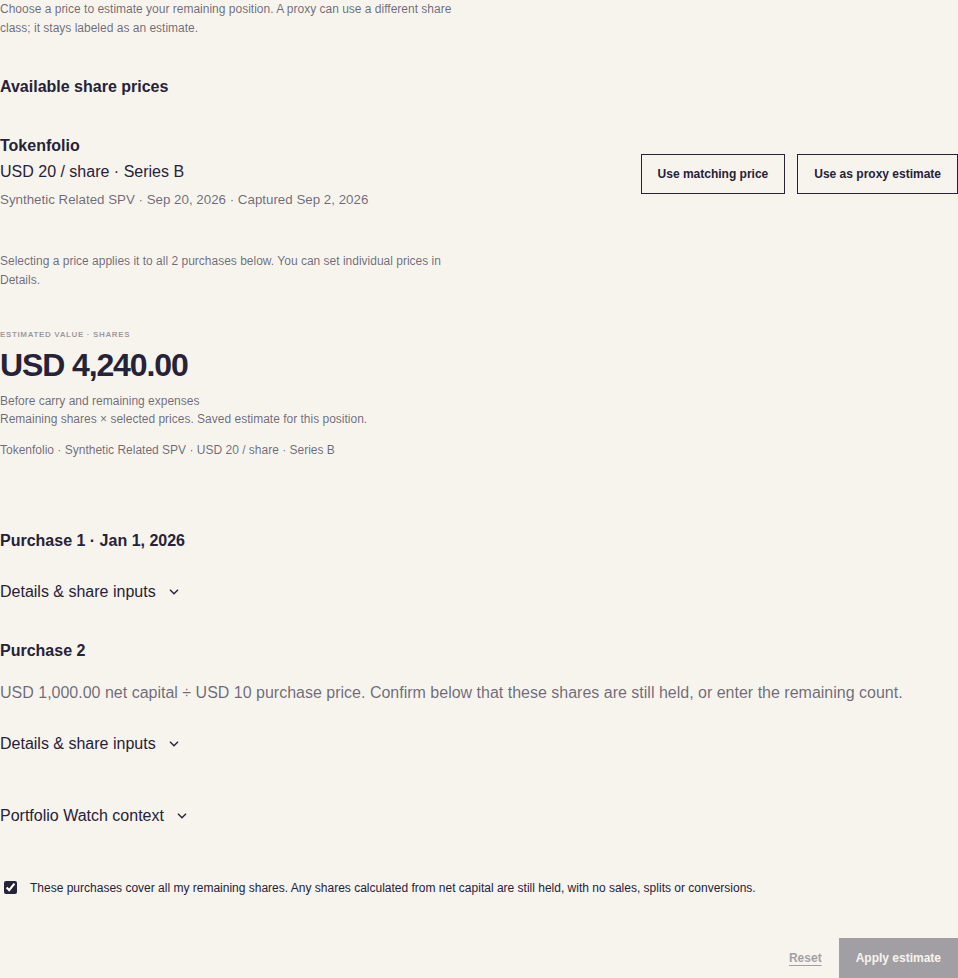 Choose a price to estimate your remaining position. A proxy can use a different share
class; it stays labeled as an estimate.
Available share prices
Tokenfolio
USD 20 / share · Series B
Synthetic Related SPV · Sep 20, 2026 · Captured Sep 2, 2026
Use matching price
Use as proxy estimate
Selecting a price applies it to all 2 purchases below. You can set individual prices in
Details.
ESTIMATED VALUE · SHARES
USD 4,240.00
Before carry and remaining expenses
Remaining shares × selected prices. Saved estimate for this position.
Tokenfolio · Synthetic Related SPV · USD 20 / share · Series B
Purchase 1 · Jan 1, 2026
Details & share inputs
Purchase 2
USD 1,000.00 net capital ÷ USD 10 purchase price. Confirm below that these shares are still held, or enter the remaining count.
Details & share inputs
Portfolio Watch context
These purchases cover all my remaining shares. Any shares calculated from net capital are still held, with no sales, splits or conversions.
Reset
Apply estimate